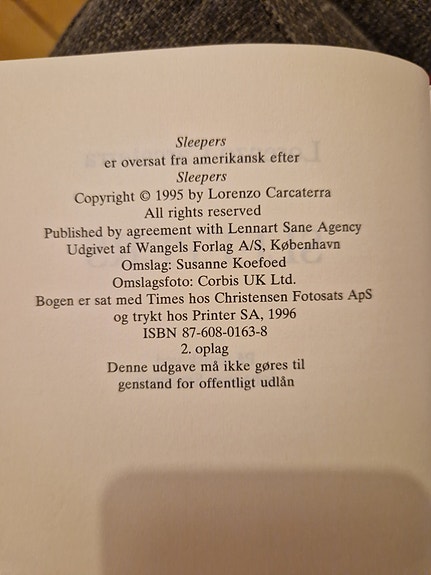 Sleepers
er oversat fra amerikansk efter
Sleepers
Copyright © 1995 by Lorenzo Carcaterra
All rights reserved
Published by agreement with Lennart Sane Agency
Udgivet af Wangels Forlag A/S, København
Omslag: Susanne Koefoed
Omslagsfoto: Corbis UK Ltd.
Bogen er sat med Times hos Christensen Fotosats ApS
og trykt hos Printer SA, 1996
ISBN 87-608-0163-8
2. oplag
Denne udgave må ikke gøres til
genstand for offentligt udlån